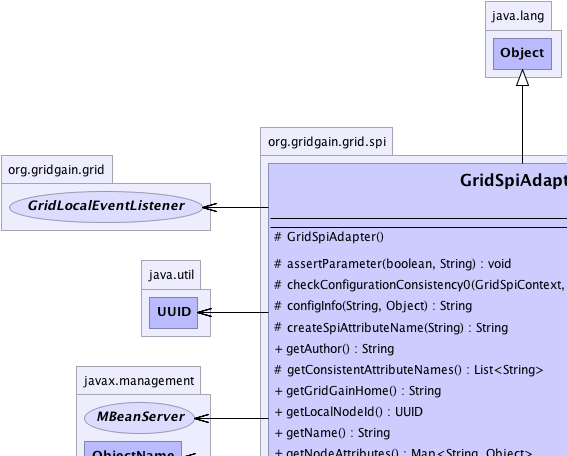 java.lang
Object
org.gridgain.grid.spi
org.gridgain.grid
GridSpiAdapt
GridLocalEventListener
# GridSpiAdapter()
# assertParameter(boolean, String) : void
java.util
# checkConfigurationConsistency0(GridSpiContext,
UUID
# configInfo(String, Object) : String
# createSpiAttributeName(String) : String
+ getAuthor() : String
# getConsistentAttributeNames() : List<String>
javax.management
+ getGridGainHome() : String
MBeanServer
+ getLocalNodeId() : UUID
+ getName() : String
ObjectName
+ getNodeAttributes() : Map<String, Object>